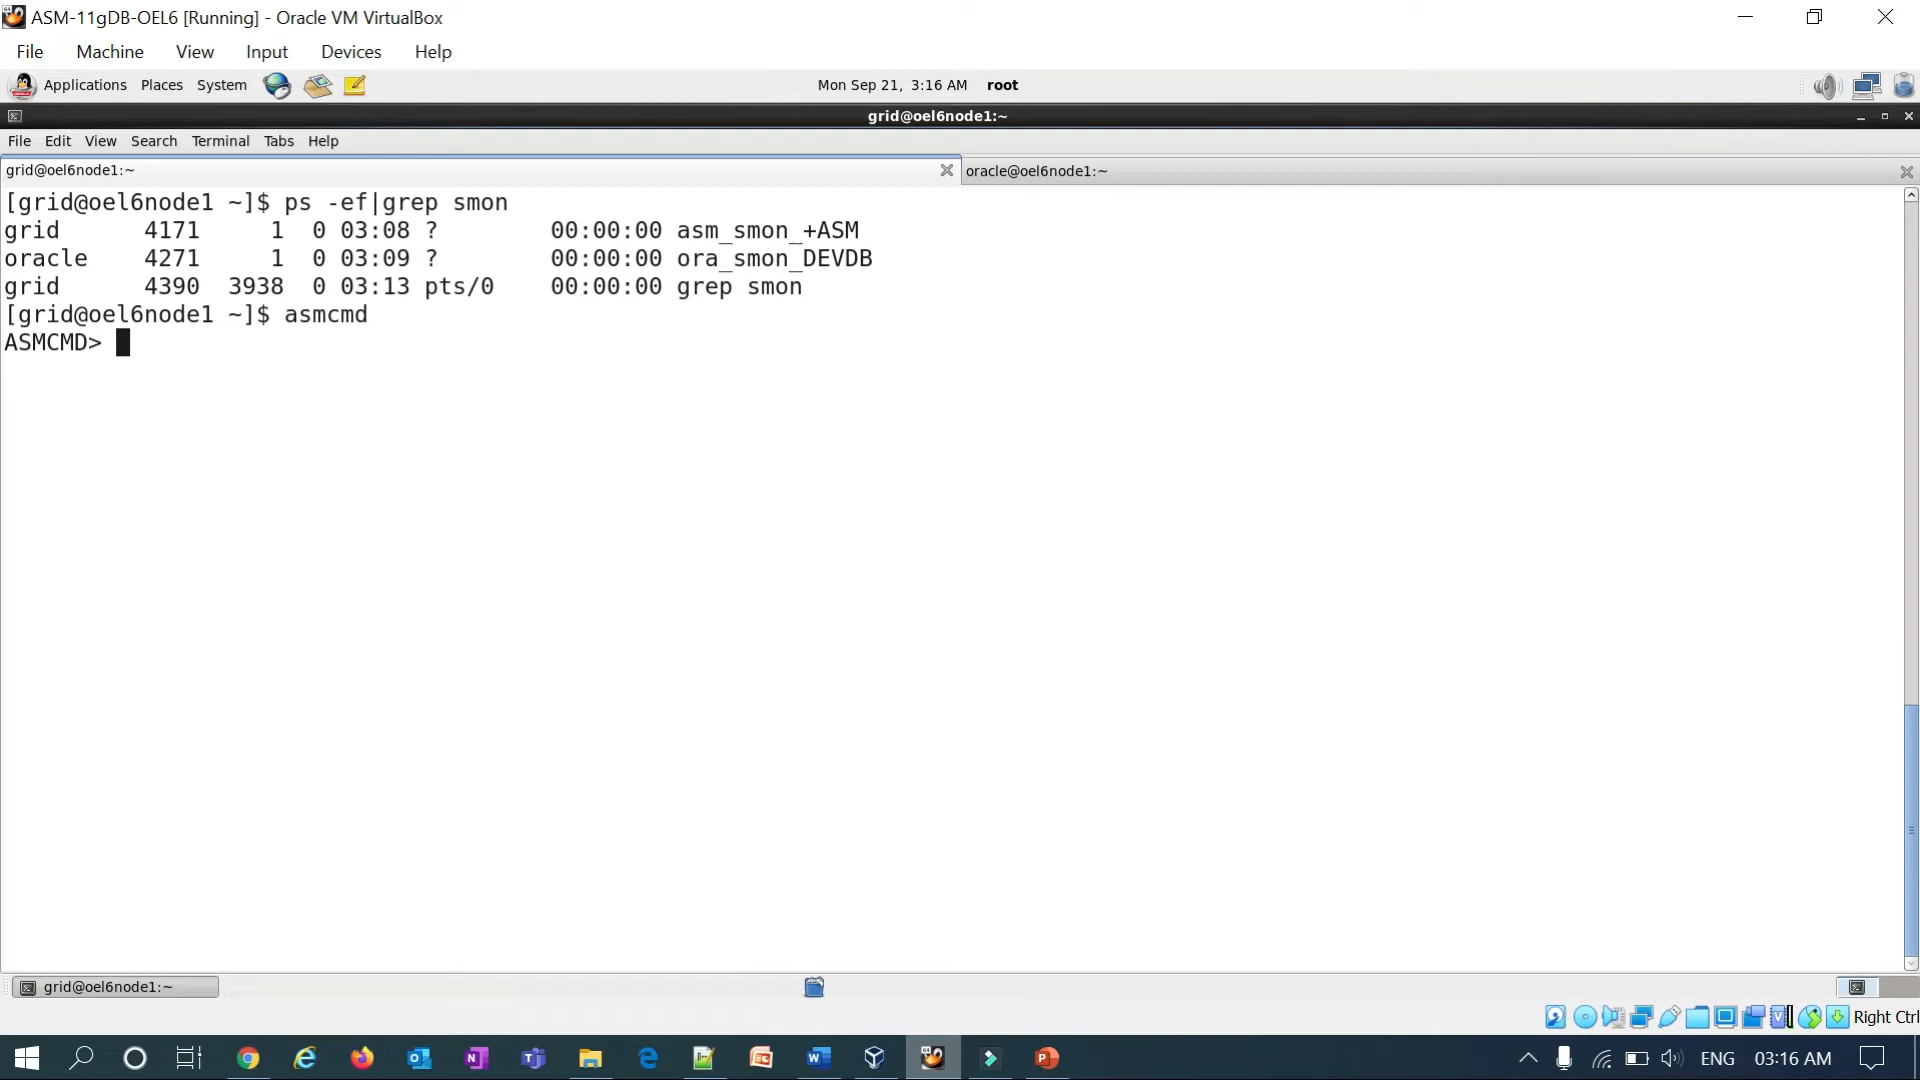 ASM-11gDB-OEL6 [Running] - Oracle VM VirtualBox
File Machine View Input Devices Help
Applications Places System Mon Sep 21, 3:16 AM root
grid@oel6node1:~
File Edit View Search Terminal Tabs Help
grid@oel6node1:~ oracle@oel6node1:~
[grid@oel6node1 ~]$ ps -ef|grep smon
grid 4171 1 0 03:08 ? 00:00:00 asm_smon_+ASM
oracle 4271 1 0 03:09 ? 00:00:00 ora_smon_DEVDB
grid 4390 3938 0 03:13 pts/0 00:00:00 grep smon
[grid@oel6node1 ~]$ asmcmd
ASMCMD>
grid@oel6node1:~
Right Ctrl
ENG 03:16 AM